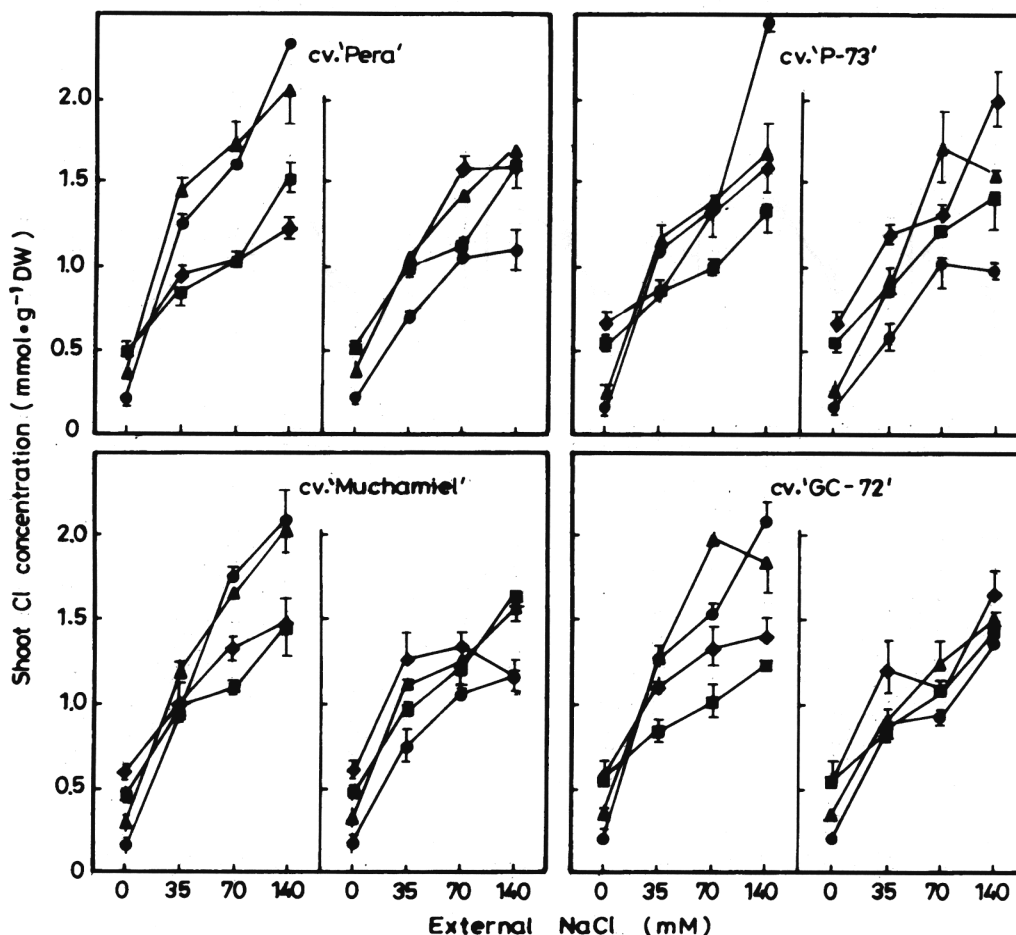 cv.'Pera'
cv.'P-73'
2.0
1.5
1.0
0.5
0
cv.'Muchamiel'
cv.'GC-72'
2.0
1.5
1.0
0.5
0
Shoot Cl concentration (mmol•g⁻¹ DW)
0 35 70 140 0 35 70 140 0 35 70 140 0 35 70 140
External NaCl (mM)